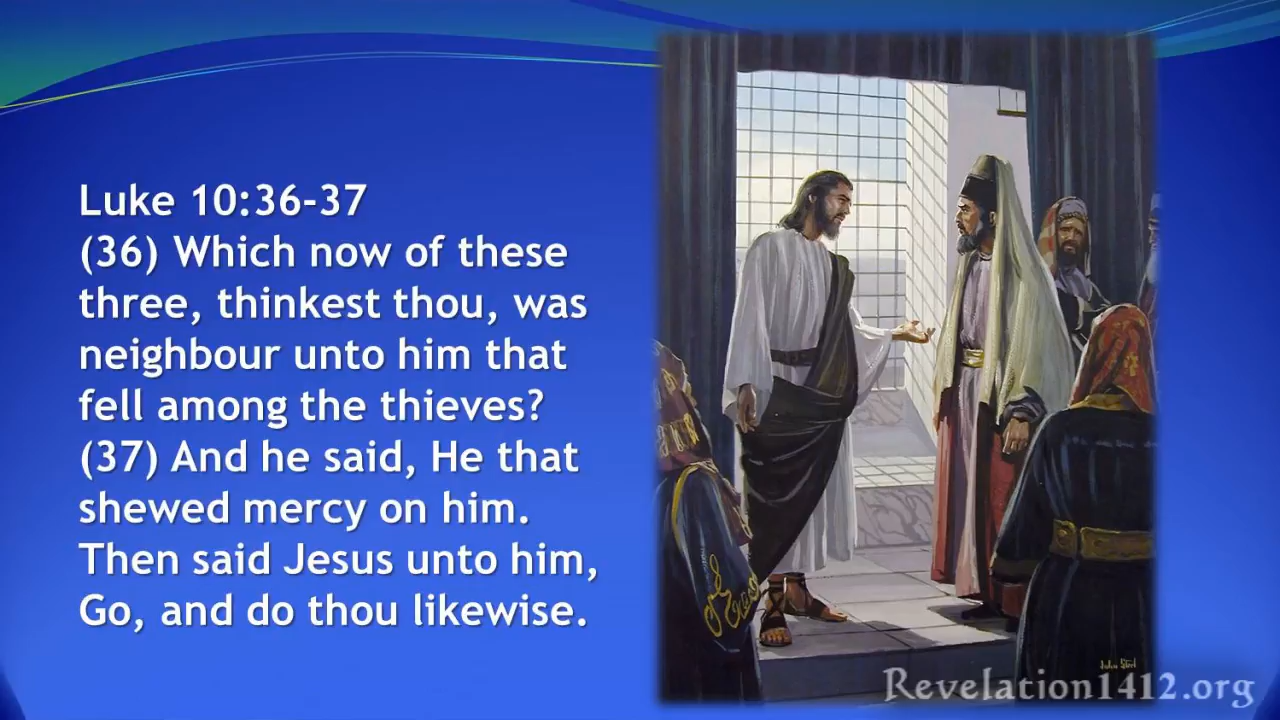 Luke 10:36-37
(36) Which now of these
three, thinkest thou, was
neighbour unto him that
fell among the thieves?
(37) And he said, He that
shewed mercy on him.
Then said Jesus unto him,
Go, and do thou likewise.
Revelation1412.org